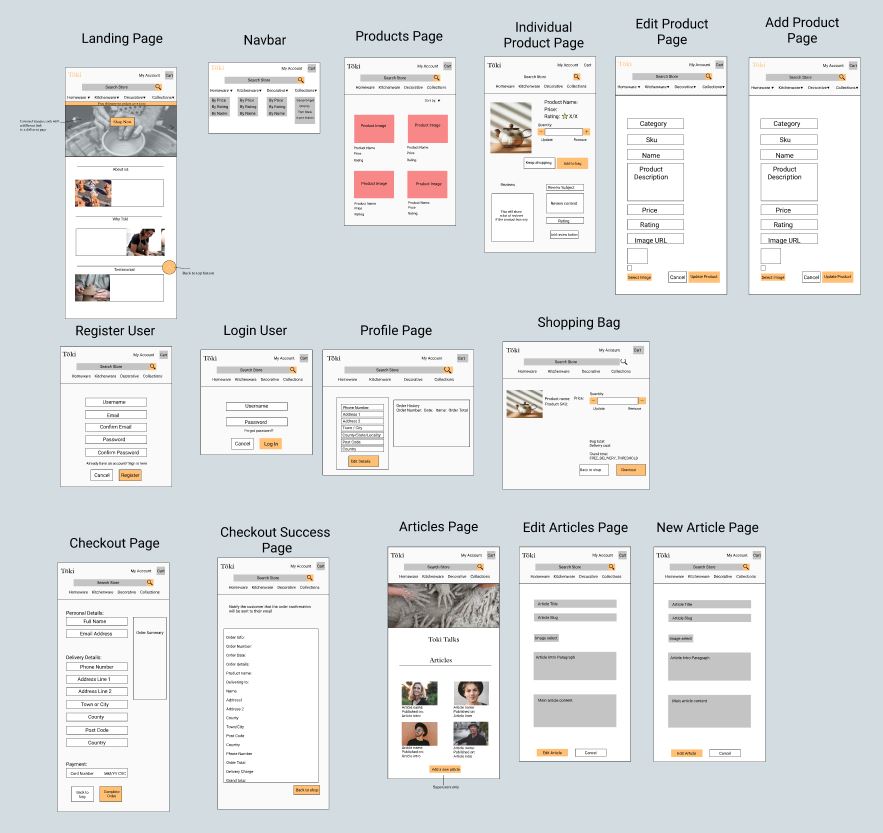 Landing Page
Tōki
My Account
Cart
Search Store
Homeware
Kitchenware
Decorative
Collections
Shop Now
About us
Why Toki
Testimonial
Back to top button
Navbar
My Account
Cart
Search Store
Homeware
Kitchenware
Decorative
Collections
By Price
By Rating
By Name
By Price
By Rating
By Name
By Price
By Rating
By Name
Products Page
Tōki
My Account
Cart
Search Store
Homeware Kitchenware Decorative Collections
Sort by
Product Image
Product Image
Product Name
Price
Rating
Product Name
Price
Rating
Product Image
Product Image
Product Name
Price
Rating
Product Name
Price
Rating
Individual
Product Page
Tōki
My Account
Cart
Search Store
Homeware Kitchenware Decorative Collections
Product Name:
Price:
Rating: X/X
Quantity
Update
Remove
Keep shopping
Add to bag
Reviews
Review Subject
Review content
Rating
Add review button
Edit Product
Page
My Account
Cart
Search Store
Homeware Kitchenware Decorative Collections
Category
Sku
Name
Product
Description
Price
Rating
Image URL
Select Image
Cancel
Update Product
Add Product
Page
My Account
Cart
Search Store
Homeware Kitchenware Decorative Collections
Category
Sku
Name
Product
Description
Price
Rating
Image URL
Select Image
Cancel
Update Product
Register User
Tōki
My Account
Cart
Search Store
Homeware Kitchenware Decorative Collections
Username
Email
Confirm Email
Password
Confirm Password
Already have an account? Sign in here
Cancel
Register
Login User
Tōki
My Account
Cart
Search Store
Homeware Kitchenware Decorative Collections
Username
Password
Forgot password?
Cancel
Log In
Profile Page
Tōki
My Account
Cart
Search Store
Homeware Kitchenware Decorative Collections
Phone Number
Address 1
Address 2
Town / City
County/State/Locality
Post Code
Country
Edit Details
Order History
Order Number: Date: Items: Order Total
Shopping Bag
Tōki
My Account
Cart
Search Store
Homeware Kitchenware Decorative Collections
Product name:
Product SKU:
Price:
Quantity
Update
Remove
Bag total:
Delivery cost:
Grand total:
FREE_DELIVERY_THRESHOLD
Back to shop
Checkout
Checkout Page
Tōki
My Account
Cart
Search Store
Homeware Kitchenware Decorative Collections
Personal Details:
Full Name
Email Address
Order Summary
Delivery Details:
Phone Number
Address Line 1
Address Line 2
Town or City
County
Post Code
Country
Payment:
Card Number
MM/YY CVC
Back to
bag
Complete
Order
Checkout Success
Page
Tōki
My Account
Cart
Search Store
Homeware Kitchenware Decorative Collections
Notify the customer that the order confirmation
will be sent to their email
Order Info:
Order Number:
Order Date:
Order details:
Product name:
Delivering to:
Name
Address1
Address 2
County
Town/City
Post Code
Country
Phone Number
Order Total:
Delivery Charge
Grand total:
Back to shop
Articles Page
Tōki
My Account
Cart
Search Store
Homeware Kitchenware Decorative Collections
Toki Talks
Articles
Article name
Published on:
Article intro:
Article name
Published on:
Article intro:
Article name
Published on:
Article intro:
Article name
Published on:
Article intro:
Add a new article
Superusers only
Edit Articles Page
Tōki
My Account
Cart
Search Store
Homeware Kitchenware Decorative Collections
Article Title
Article Slug
Image select
Article Intro Paragraph
Main article content
Edit Article
Cancel
New Article Page
Tōki
My Account
Cart
Search Store
Homeware Kitchenware Decorative Collections
Article Title
Article Slug
Image select
Article Intro Paragraph
Main article content
Edit Article
Cancel